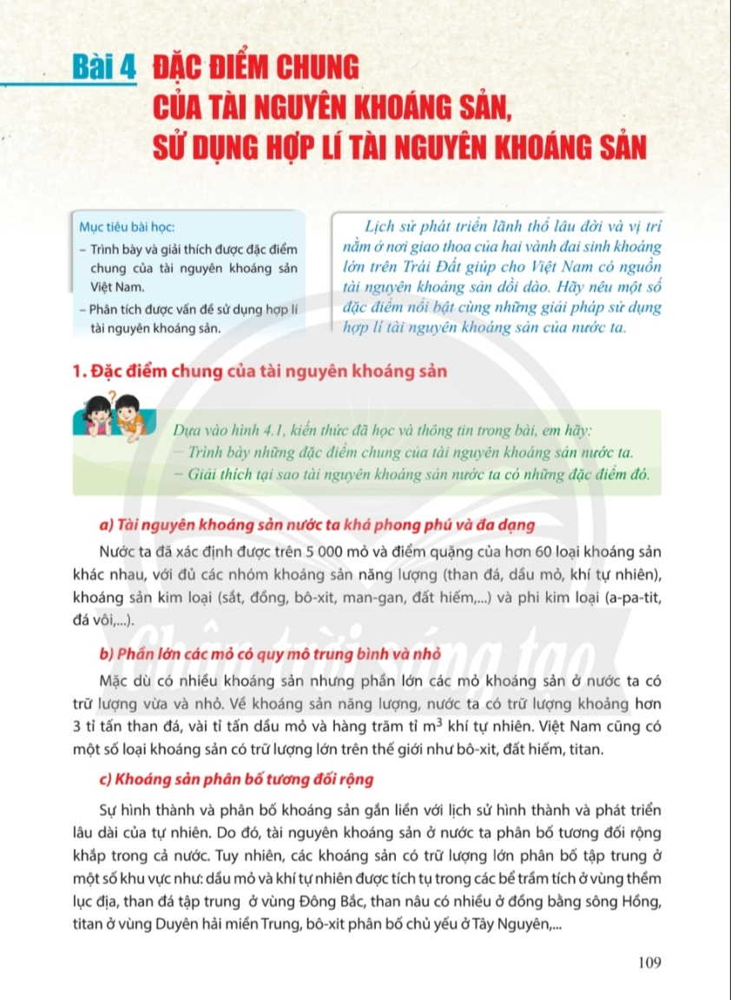 Bài 4 ĐẶC ĐIỂM CHUNG
CỦA TÀI NGUYÊN KHOÁNG SẢN,
SỬ DỤNG HỢP LÍ TÀI NGUYÊN KHOÁNG SẢN
Mục tiêu bài học:
– Trình bày và giải thích được đặc điểm
chung của tài nguyên khoáng sản
Việt Nam.
– Phân tích được vấn đề sử dụng hợp lí
tài nguyên khoáng sản.
Lịch sử phát triển lãnh thổ lâu đời và vị trí
nằm ở nơi giao thoa của hai vành đai sinh khoáng
lớn trên Trái Đất giúp cho Việt Nam có nguồn
tài nguyên khoáng sản dồi dào. Hãy nêu một số
đặc điểm nổi bật cùng những giải pháp sử dụng
hợp lí tài nguyên khoáng sản của nước ta.
1. Đặc điểm chung của tài nguyên khoáng sản
?
Dựa vào hình 4.1, kiến thức đã học và thông tin trong bài, em hãy:
– Trình bày những đặc điểm chung của tài nguyên khoáng sản nước ta.
– Giải thích tại sao tài nguyên khoáng sản nước ta có những đặc điểm đó.
a) Tài nguyên khoáng sản nước ta khá phong phú và đa dạng
Nước ta đã xác định được trên 5 000 mỏ và điểm quặng của hơn 60 loại khoáng sản
khác nhau, với đủ các nhóm khoáng sản năng lượng (than đá, dầu mỏ, khí tự nhiên),
khoáng sản kim loại (sắt, đồng, bô-xit, man-gan, đất hiếm,...) và phi kim loại (a-pa-tit,
đá vôi,...).
b) Phần lớn các mỏ có quy mô trung bình và nhỏ
Mặc dù có nhiều khoáng sản nhưng phần lớn các mỏ khoáng sản ở nước ta có
trữ lượng vừa và nhỏ. Về khoáng sản năng lượng, nước ta có trữ lượng khoảng hơn
3 tỉ tấn than đá, vài tỉ tấn dầu mỏ và hàng trăm tỉ m³ khí tự nhiên. Việt Nam cũng có
một số loại khoáng sản có trữ lượng lớn trên thế giới như bô-xit, đất hiếm, titan.
c) Khoáng sản phân bố tương đối rộng
Sự hình thành và phân bố khoáng sản gắn liền với lịch sử hình thành và phát triển
lâu dài của tự nhiên. Do đó, tài nguyên khoáng sản ở nước ta phân bố tương đối rộng
khắp trong cả nước. Tuy nhiên, các khoáng sản có trữ lượng lớn phân bố tập trung ở
một số khu vực như: dầu mỏ và khí tự nhiên được tích tụ trong các bể trầm tích ở vùng thềm
lục địa, than đá tập trung ở vùng Đông Bắc, than nâu có nhiều ở đồng bằng sông Hồng,
titan ở vùng Duyên hải miền Trung, bô-xit phân bố chủ yếu ở Tây Nguyên,...
Chân trời sáng tạo
109